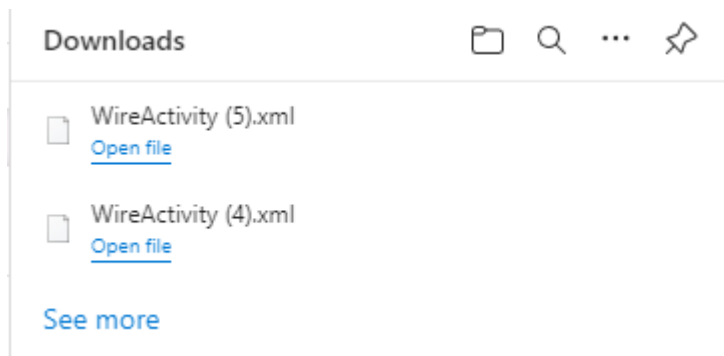 Downloads
WireActivity (5).xml
Open file
WireActivity (4).xml
Open file
See more